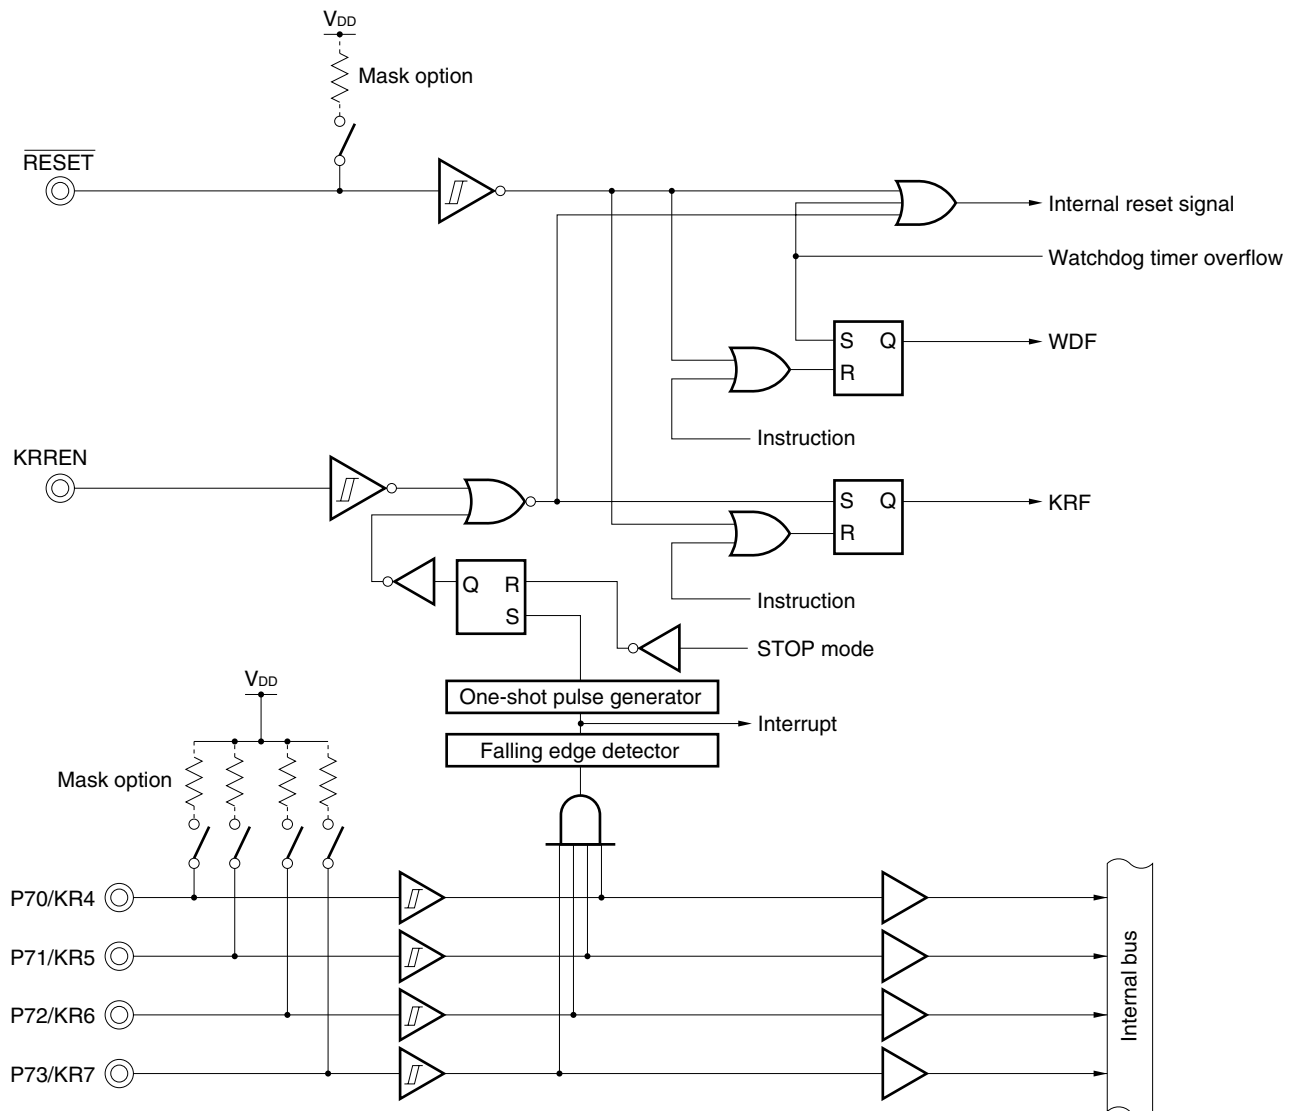 VDD
Mask option
RESET
Internal reset signal
Watchdog timer overflow
S Q
R
WDF
Instruction
KRREN
S Q
R
KRF
Q R
S
Instruction
STOP mode
VDD
One-shot pulse generator
Interrupt
Falling edge detector
Mask option
P70/KR4
P71/KR5
P72/KR6
P73/KR7
Internal bus